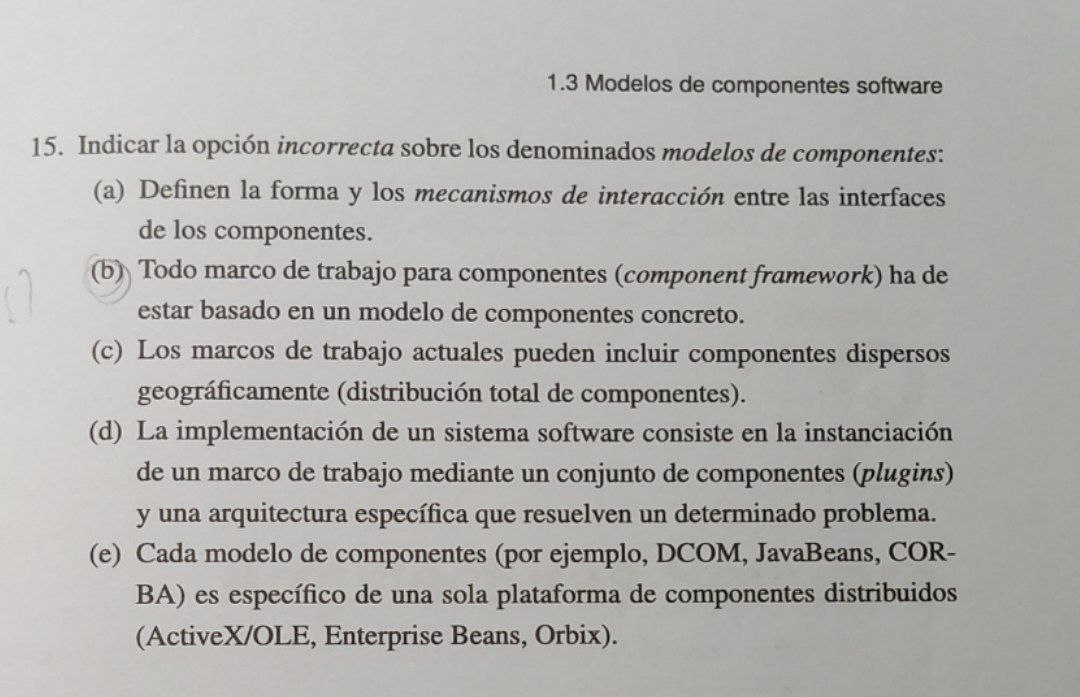 1.3 Modelos de componentes software
15. Indicar la opción incorrecta sobre los denominados modelos de componentes:
(a) Definen la forma y los mecanismos de interacción entre las interfaces
de los componentes.
(b) Todo marco de trabajo para componentes (component framework) ha de
estar basado en un modelo de componentes concreto.
(c) Los marcos de trabajo actuales pueden incluir componentes dispersos
geográficamente (distribución total de componentes).
(d) La implementación de un sistema software consiste en la instanciación
de un marco de trabajo mediante un conjunto de componentes (plugins)
y una arquitectura específica que resuelven un determinado problema.
(e) Cada modelo de componentes (por ejemplo, DCOM, JavaBeans, COR-
BA) es específico de una sola plataforma de componentes distribuidos
(ActiveX/OLE, Enterprise Beans, Orbix).